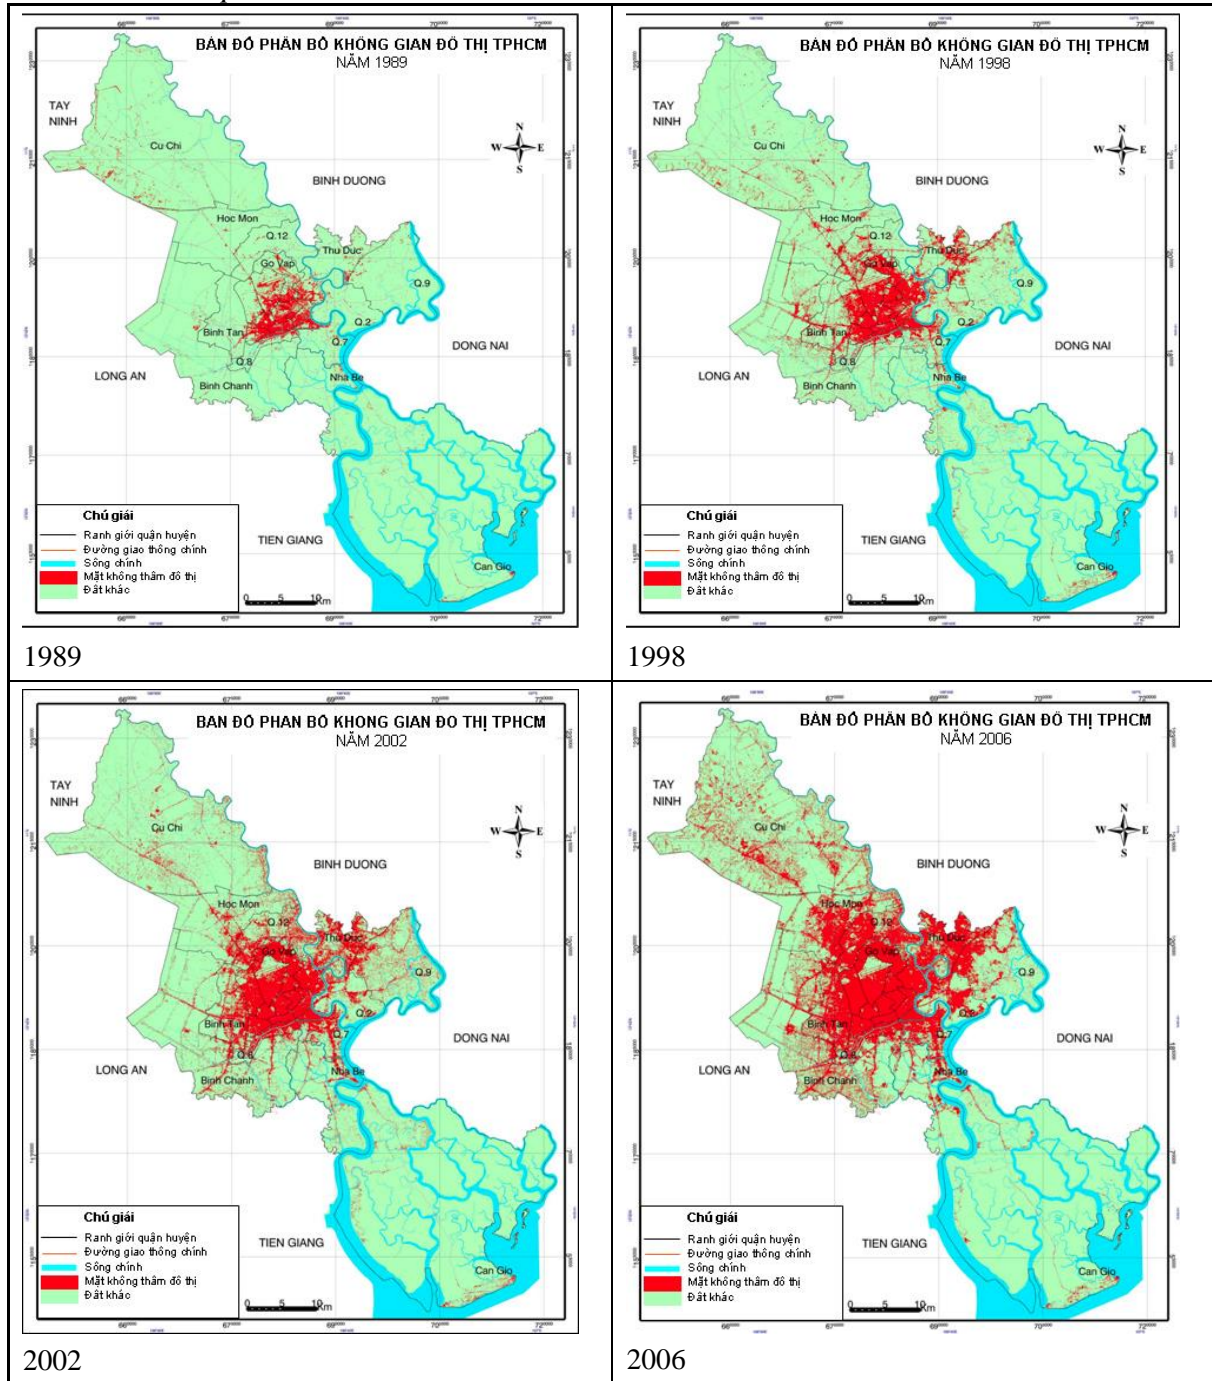 BẢN ĐỒ PHÂN BỐ KHÔNG GIAN ĐÔ THỊ TPHCM
NĂM 1989
TAY
NINH
Cu Chi
N
W E
S
BINH DUONG
Hoc Mon
Q.12
Thu Duc
Go Vap
Q.9
Q.2
Binh Tan
Q.7
DONG NAI
Q.8
LONG AN
Nha Be
Binh Chanh
Chú giải
Ranh giới quận huyện
Đường giao thông chính
Sông chính
Mặt không thấm đô thị
Đất khác
TIEN GIANG
Can Gio
0 5 10Km
1989
BẢN ĐỒ PHÂN BỐ KHÔNG GIAN ĐÔ THỊ TPHCM
NĂM 1998
TAY
NINH
Cu Chi
N
W E
S
BINH DUONG
Hoc Mon
Q.12
Thu Duc
Go Vap
Q.9
Q.2
Binh Tan
Q.7
DONG NAI
Q.8
LONG AN
Nha Be
Binh Chanh
Chú giải
Ranh giới quận huyện
Đường giao thông chính
Sông chính
Mặt không thấm đô thị
Đất khác
TIEN GIANG
Can Gio
0 5 10Km
1998
BẢN ĐỒ PHÂN BỐ KHÔNG GIAN ĐÔ THỊ TPHCM
NĂM 2002
TAY
NINH
Cu Chi
N
W E
S
BINH DUONG
Hoc Mon
Q.12
Thu Duc
Go Vap
Q.9
Q.2
Binh Tan
Q.7
DONG NAI
Q.8
LONG AN
Nha Be
Binh Chanh
Chú giải
Ranh giới quận huyện
Đường giao thông chính
Sông chính
Mặt không thấm đô thị
Đất khác
TIEN GIANG
Can Gio
0 5 10Km
2002
BẢN ĐỒ PHÂN BỐ KHÔNG GIAN ĐÔ THỊ TPHCM
NĂM 2006
TAY
NINH
Cu Chi
N
W E
S
BINH DUONG
Hoc Mon
Q.12
Thu Duc
Go Vap
Q.9
Q.2
Binh Tan
Q.7
DONG NAI
Q.8
LONG AN
Nha Be
Binh Chanh
Chú giải
Ranh giới quận huyện
Đường giao thông chính
Sông chính
Mặt không thấm đô thị
Đất khác
TIEN GIANG
Can Gio
0 5 10Km
2006